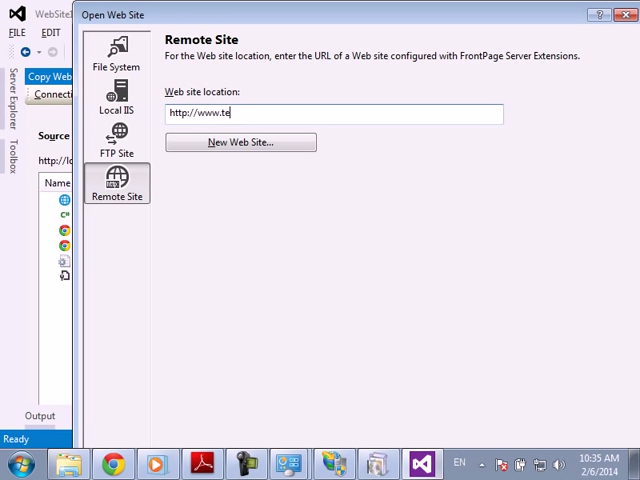 Open Web Site
WebSite
FILE
EDIT
Copy Web
Connecti
Source
http://lo
Name
Server Explorer
Toolbox
File System
Local IIS
FTP Site
Remote Site
Remote Site
For the Web site location, enter the URL of a Web site configured with FrontPage Server Extensions.
Web site location:
http://www.te
New Web Site...
Output
Ready
EN
10:35 AM
2/6/2014